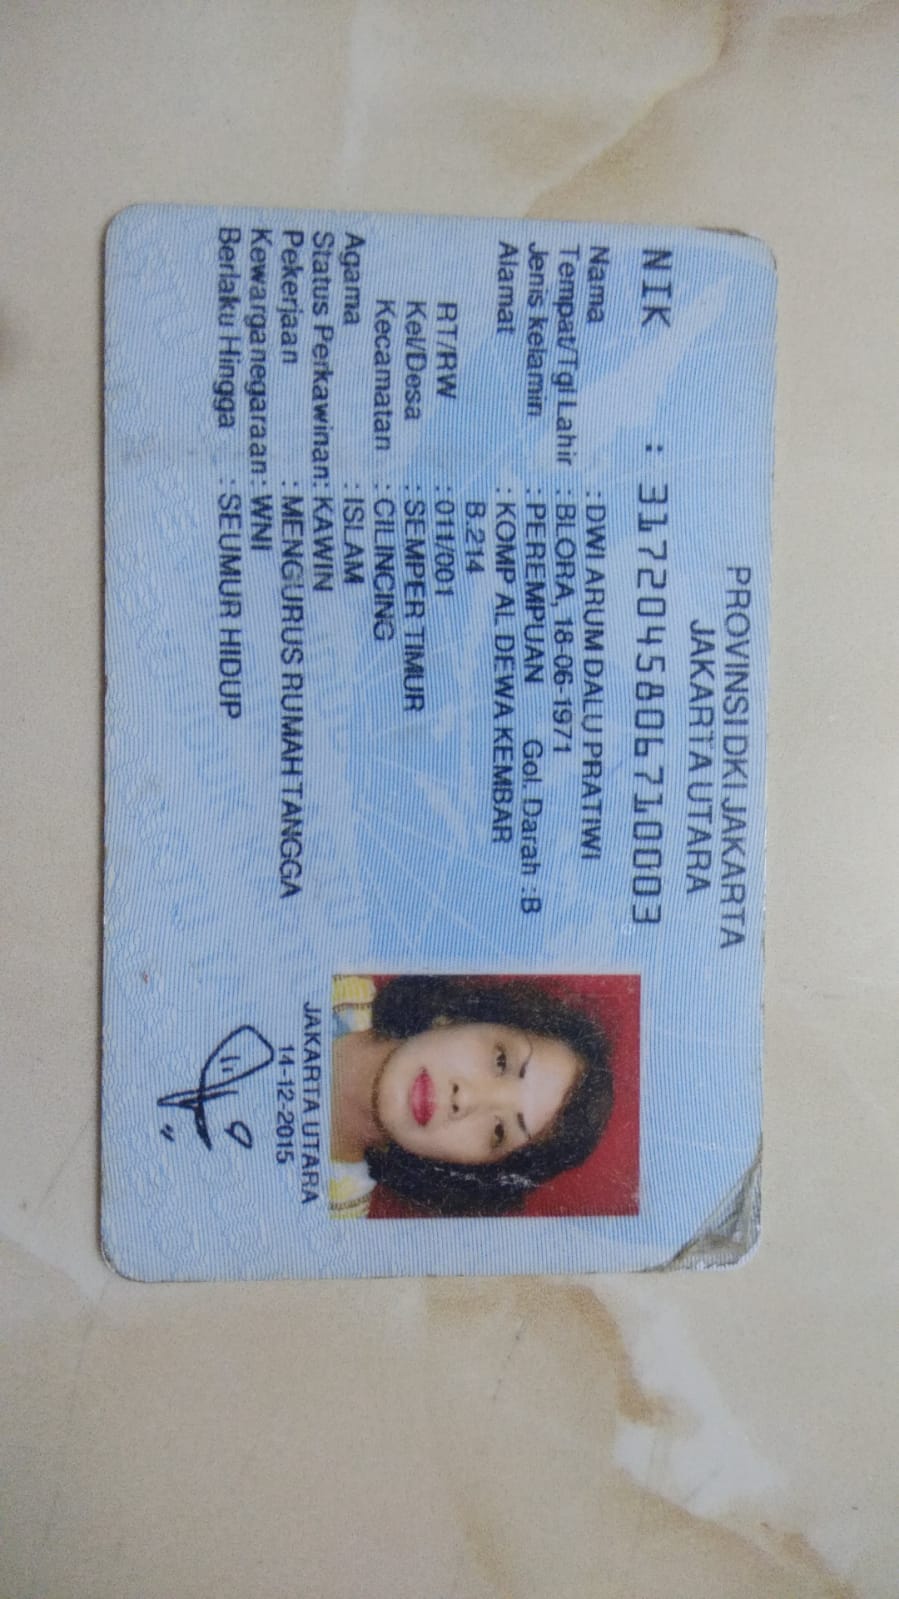 PROVINSI DKI JAKARTA
JAKARTA UTARA
NIK : 3172045806710003
Nama : DWI ARUM DALU PRATIWI
Tempat/Tgl Lahir : BLORA, 18-06-1971
Jenis kelamin : PEREMPUAN Gol. Darah :B
Alamat : KOMP AL DEWA KEMBAR
B.214
RT/RW : 011/001
Kel/Desa : SEMPER TIMUR
Kecamatan : CILINCING
Agama : ISLAM
Status Perkawinan: KAWIN
Pekerjaan : MENGURUS RUMAH TANGGA
Kewarganegaraan: WNI
Berlaku Hingga : SEUMUR HIDUP
JAKARTA UTARA
14-12-2015